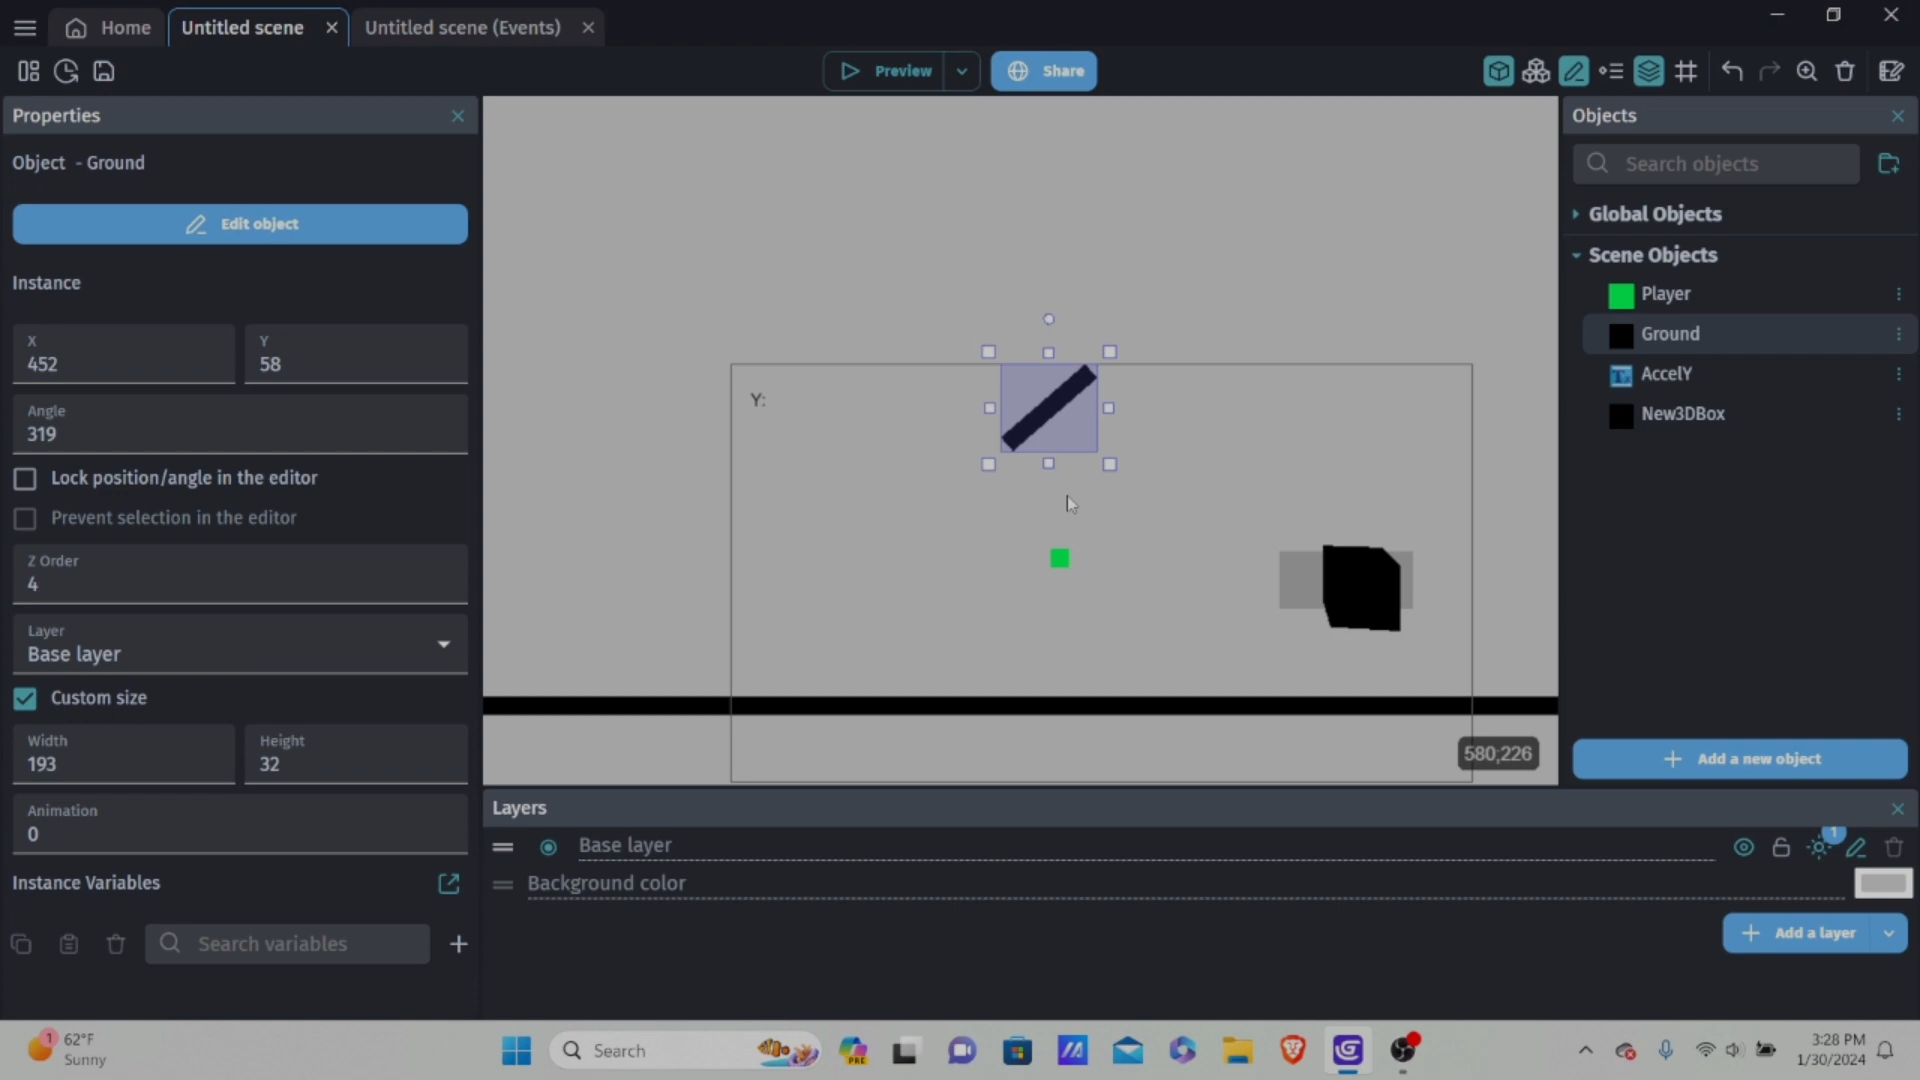 Home
Untitled scene
Untitled scene (Events)
Preview
Share
Properties
Object - Ground
Edit object
Instance
X
452
Y
58
Angle
319
Lock position/angle in the editor
Prevent selection in the editor
Z Order
4
Layer
Base layer
Custom size
Width
193
Height
32
Animation
0
Instance Variables
Search variables
Y:
580;226
Objects
Search objects
Global Objects
Scene Objects
Player
Ground
AccelY
New3DBox
Add a new object
Layers
Base layer
1
Background color
Add a layer
1
62°F
Sunny
Search
PRE
3:28 PM
1/30/2024